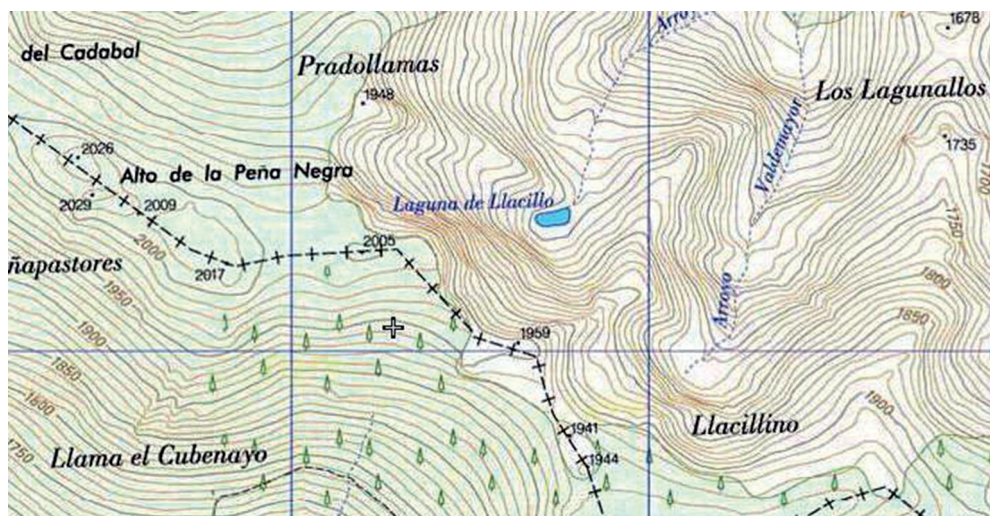 Arroyo
1678
del Cadabal
Pradollamas
Los Lagunallos
1948
Valdemayor
1735
2026
Alto de la Peña Negra
1700
2029
2009
Laguna de Llacillo
1750
2000
2005
ñapastores
2017
1800
1950
Arroyo
1850
1900
1959
1850
1900
1800
Llacillino
1941
1750
Llama el Cubenayo
1944